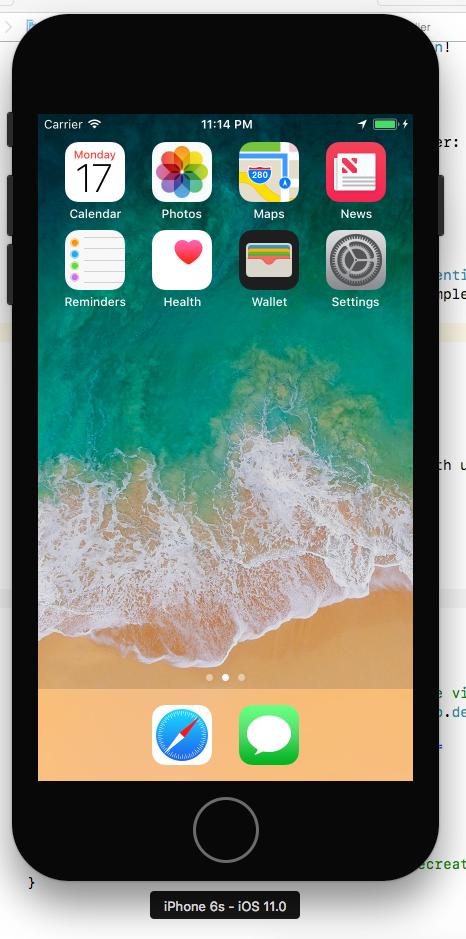 n!
Carrier 11:14 PM
er:
Monday
17
280
Calendar Photos Maps News
enti
mple
Reminders Health Wallet Settings
th u
e vi
.de
=
ecreat
}
iPhone 6s - iOS 11.0